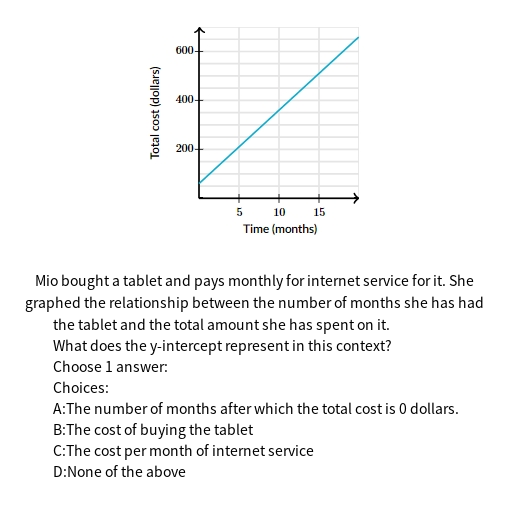 600
400
200
Total cost (dollars)
5 10 15
Time (months)
Mio bought a tablet and pays monthly for internet service for it. She
graphed the relationship between the number of months she has had
the tablet and the total amount she has spent on it.
What does the y-intercept represent in this context?
Choose 1 answer:
Choices:
A:The number of months after which the total cost is 0 dollars.
B:The cost of buying the tablet
C:The cost per month of internet service
D:None of the above